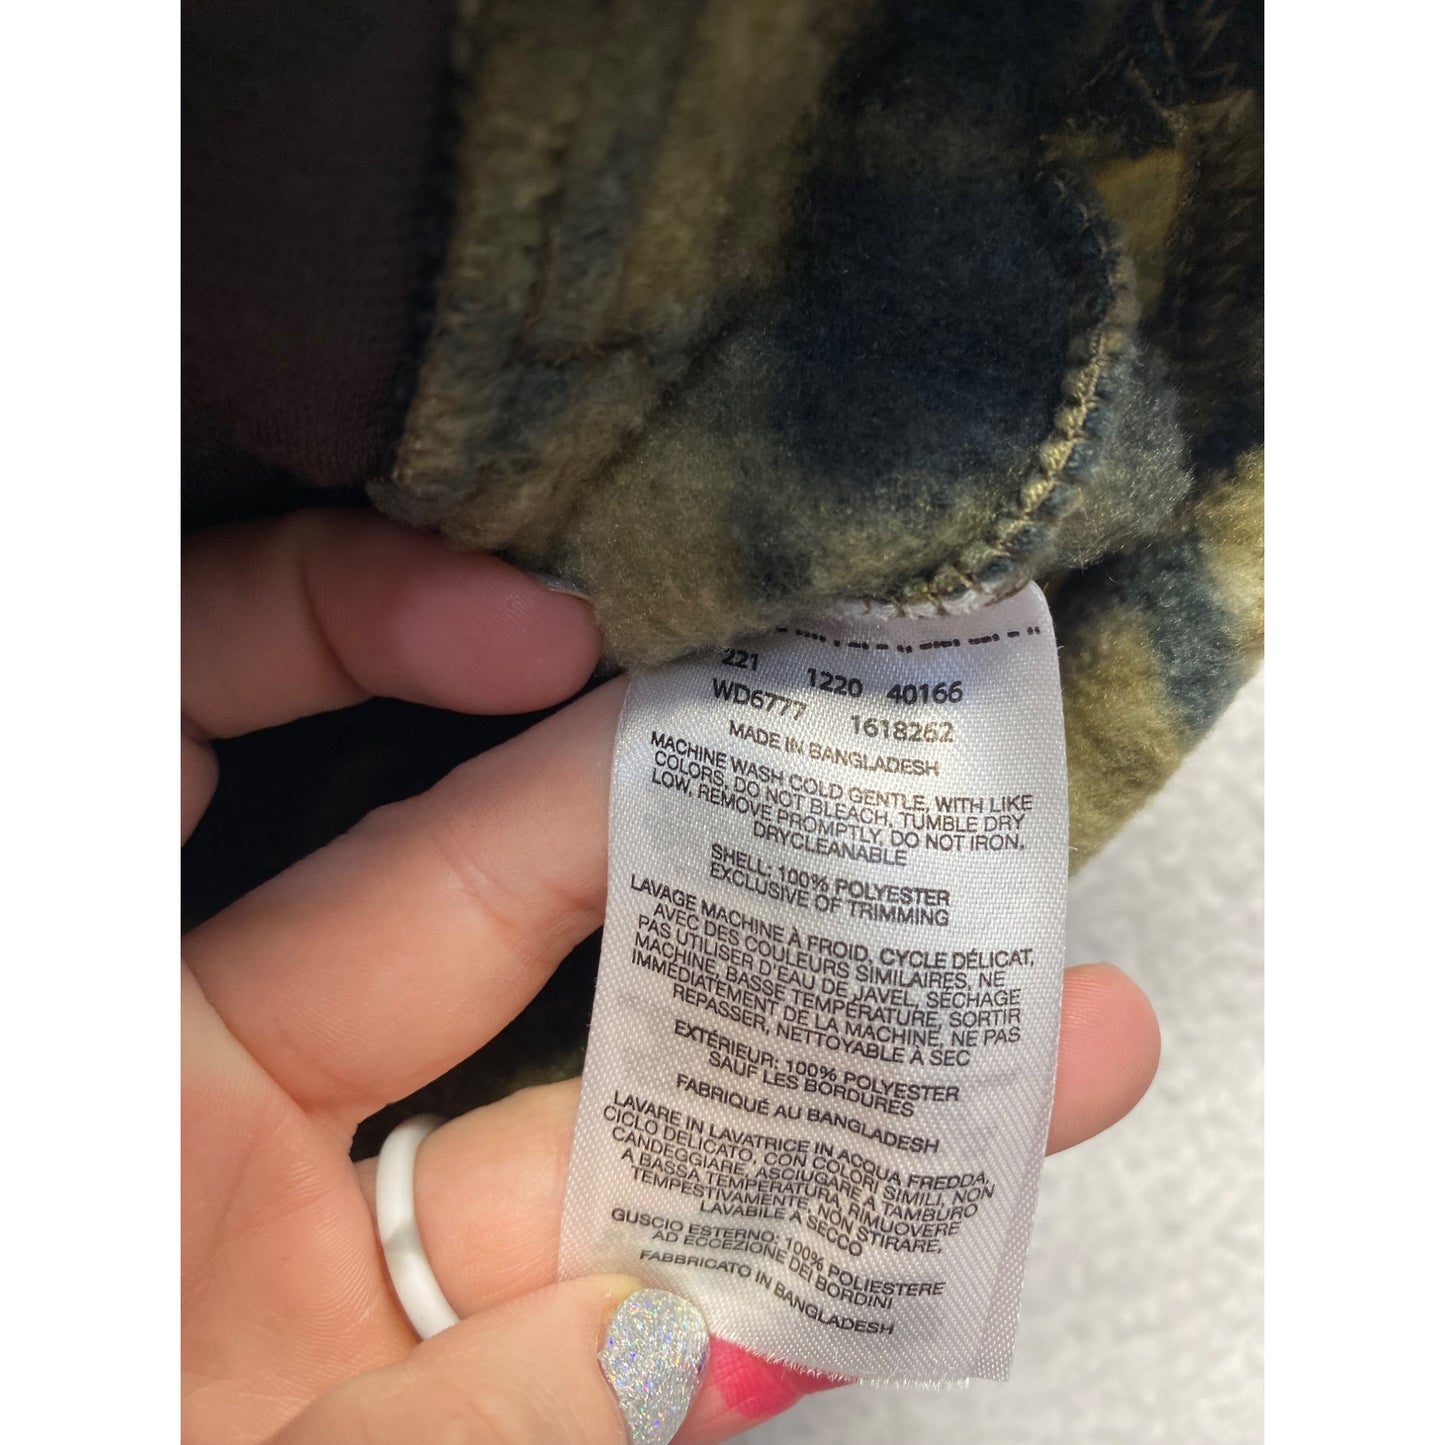 221 1220 40166
WD6777 1618262
MADE IN BANGLADESH
MACHINE WASH COLD GENTLE, WITH LIKE
COLORS, DO NOT BLEACH, TUMBLE DRY
LOW, REMOVE PROMPTLY, DO NOT IRON,
DRYCLEANABLE
SHELL: 100% POLYESTER
EXCLUSIVE OF TRIMMING
LAVAGE MACHINE À FROID, CYCLE DÉLICAT,
AVEC DES COULEURS SIMILAIRES, NE
PAS UTILISER D'EAU DE JAVEL, SÉCHAGE
MACHINE, BASSE TEMPÉRATURE, SORTIR
IMMÉDIATEMENT DE LA MACHINE, NE PAS
REPASSER, NETTOYABLE À SEC
EXTÉRIEUR: 100% POLYESTER
SAUF LES BORDURES
FABRIQUÉ AU BANGLADESH
LAVARE IN LAVATRICE IN ACQUA FREDDA,
CICLO DELICATO, CON COLORI SIMILI, NON
CANDEGGIARE, ASCIUGARE A TAMBURO
A BASSA TEMPERATURA, RIMUOVERE
TEMPESTIVAMENTE, NON STIRARE,
LAVABILE A SECCO
GUSCIO ESTERNO: 100% POLIESTERE
AD ECCEZIONE DEI BORDINI
FABBRICATO IN BANGLADESH